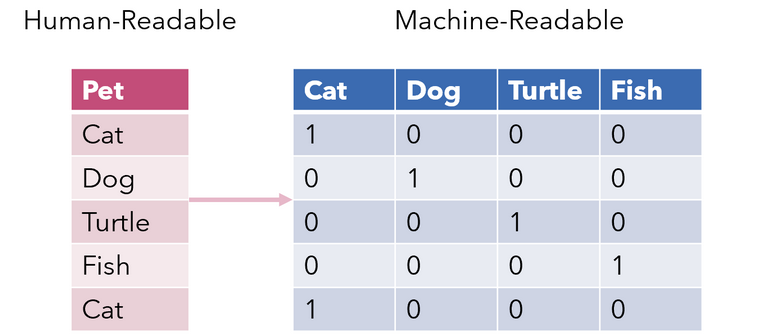 Human-Readable Machine-Readable
Pet Cat Dog Turtle Fish
Cat 1 0 0 0
Dog 0 1 0 0
Turtle 0 0 1 0
Fish 0 0 0 1
Cat 1 0 0 0